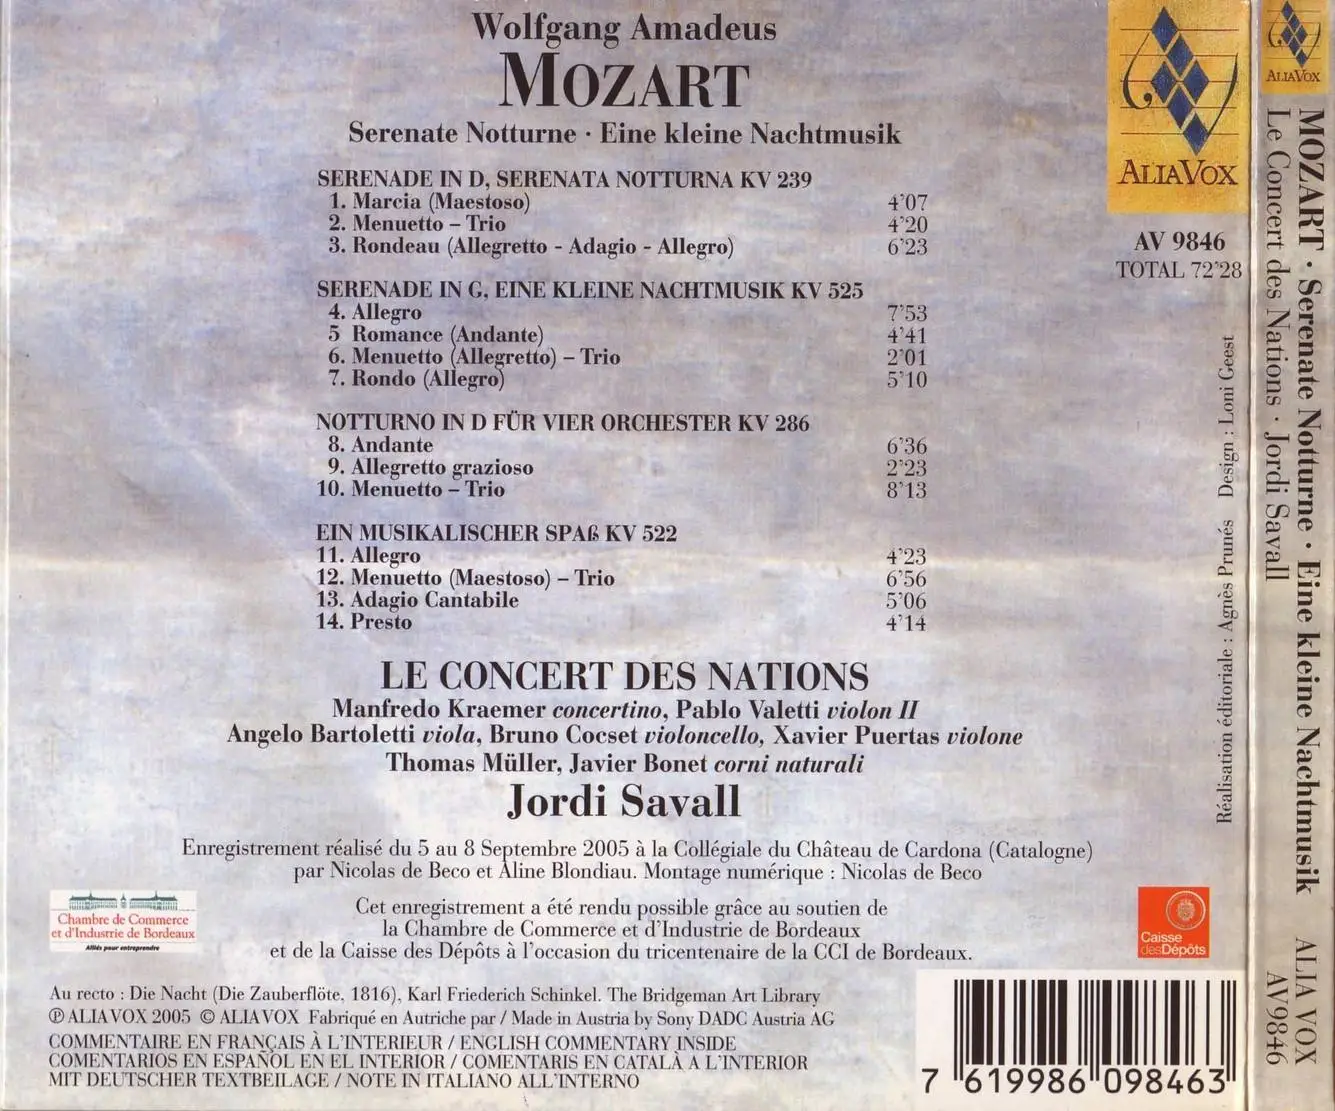 Wolfgang Amadeus
MOZART
Serenate Notturne · Eine kleine Nachtmusik
SERENADE IN D, SERENATA NOTTURNA KV 239
1. Marcia (Maestoso) 4'07
2. Menuetto – Trio 4'20
3. Rondeau (Allegretto - Adagio - Allegro) 6'23
SERENADE IN G, EINE KLEINE NACHTMUSIK KV 525
4. Allegro 7'53
5 Romance (Andante) 4'41
6. Menuetto (Allegretto) – Trio 2'01
7. Rondo (Allegro) 5'10
NOTTURNO IN D FÜR VIER ORCHESTER KV 286
8. Andante 6'36
9. Allegretto grazioso 2'23
10. Menuetto – Trio 8'13
EIN MUSIKALISCHER SPAß KV 522
11. Allegro 4'23
12. Menuetto (Maestoso) – Trio 6'56
13. Adagio Cantabile 5'06
14. Presto 4'14
LE CONCERT DES NATIONS
Manfredo Kraemer concertino, Pablo Valetti violon II
Angelo Bartoletti viola, Bruno Cocset violoncello, Xavier Puertas violone
Thomas Müller, Javier Bonet corni naturali
Jordi Savall
Enregistrement réalisé du 5 au 8 Septembre 2005 à la Collégiale du Château de Cardona (Catalogne)
par Nicolas de Beco et Aline Blondiau. Montage numérique : Nicolas de Beco
Cet enregistrement a été rendu possible grâce au soutien de
la Chambre de Commerce et d'Industrie de Bordeaux
et de la Caisse des Dépôts à l'occasion du tricentenaire de la CCI de Bordeaux.
Chambre de Commerce
et d'Industrie de Bordeaux
Alliés pour entreprendre
Au recto : Die Nacht (Die Zauberflöte, 1816), Karl Friederich Schinkel. The Bridgeman Art Library
℗ ALIA VOX 2005 © ALIA VOX Fabriqué en Autriche par / Made in Austria by Sony DADC Austria AG
COMMENTAIRE EN FRANÇAIS À L'INTERIEUR / ENGLISH COMMENTARY INSIDE
COMENTARIOS EN ESPAÑOL EN EL INTERIOR / COMENTARIS EN CATALÀ A L'INTERIOR
MIT DEUTSCHER TEXTBEILAGE / NOTE IN ITALIANO ALL'INTERNO
ALIA VOX
AV 9846
TOTAL 72'28
Réalisation éditoriale : Agnès Prunés Design : Loni Geest
Caisse
desDépôts
7 619986 098463
ALIA VOX
MOZART · Serenate Notturne · Eine kleine Nachtmusik ALIA VOX
Le Concert des Nations · Jordi Savall AV9846